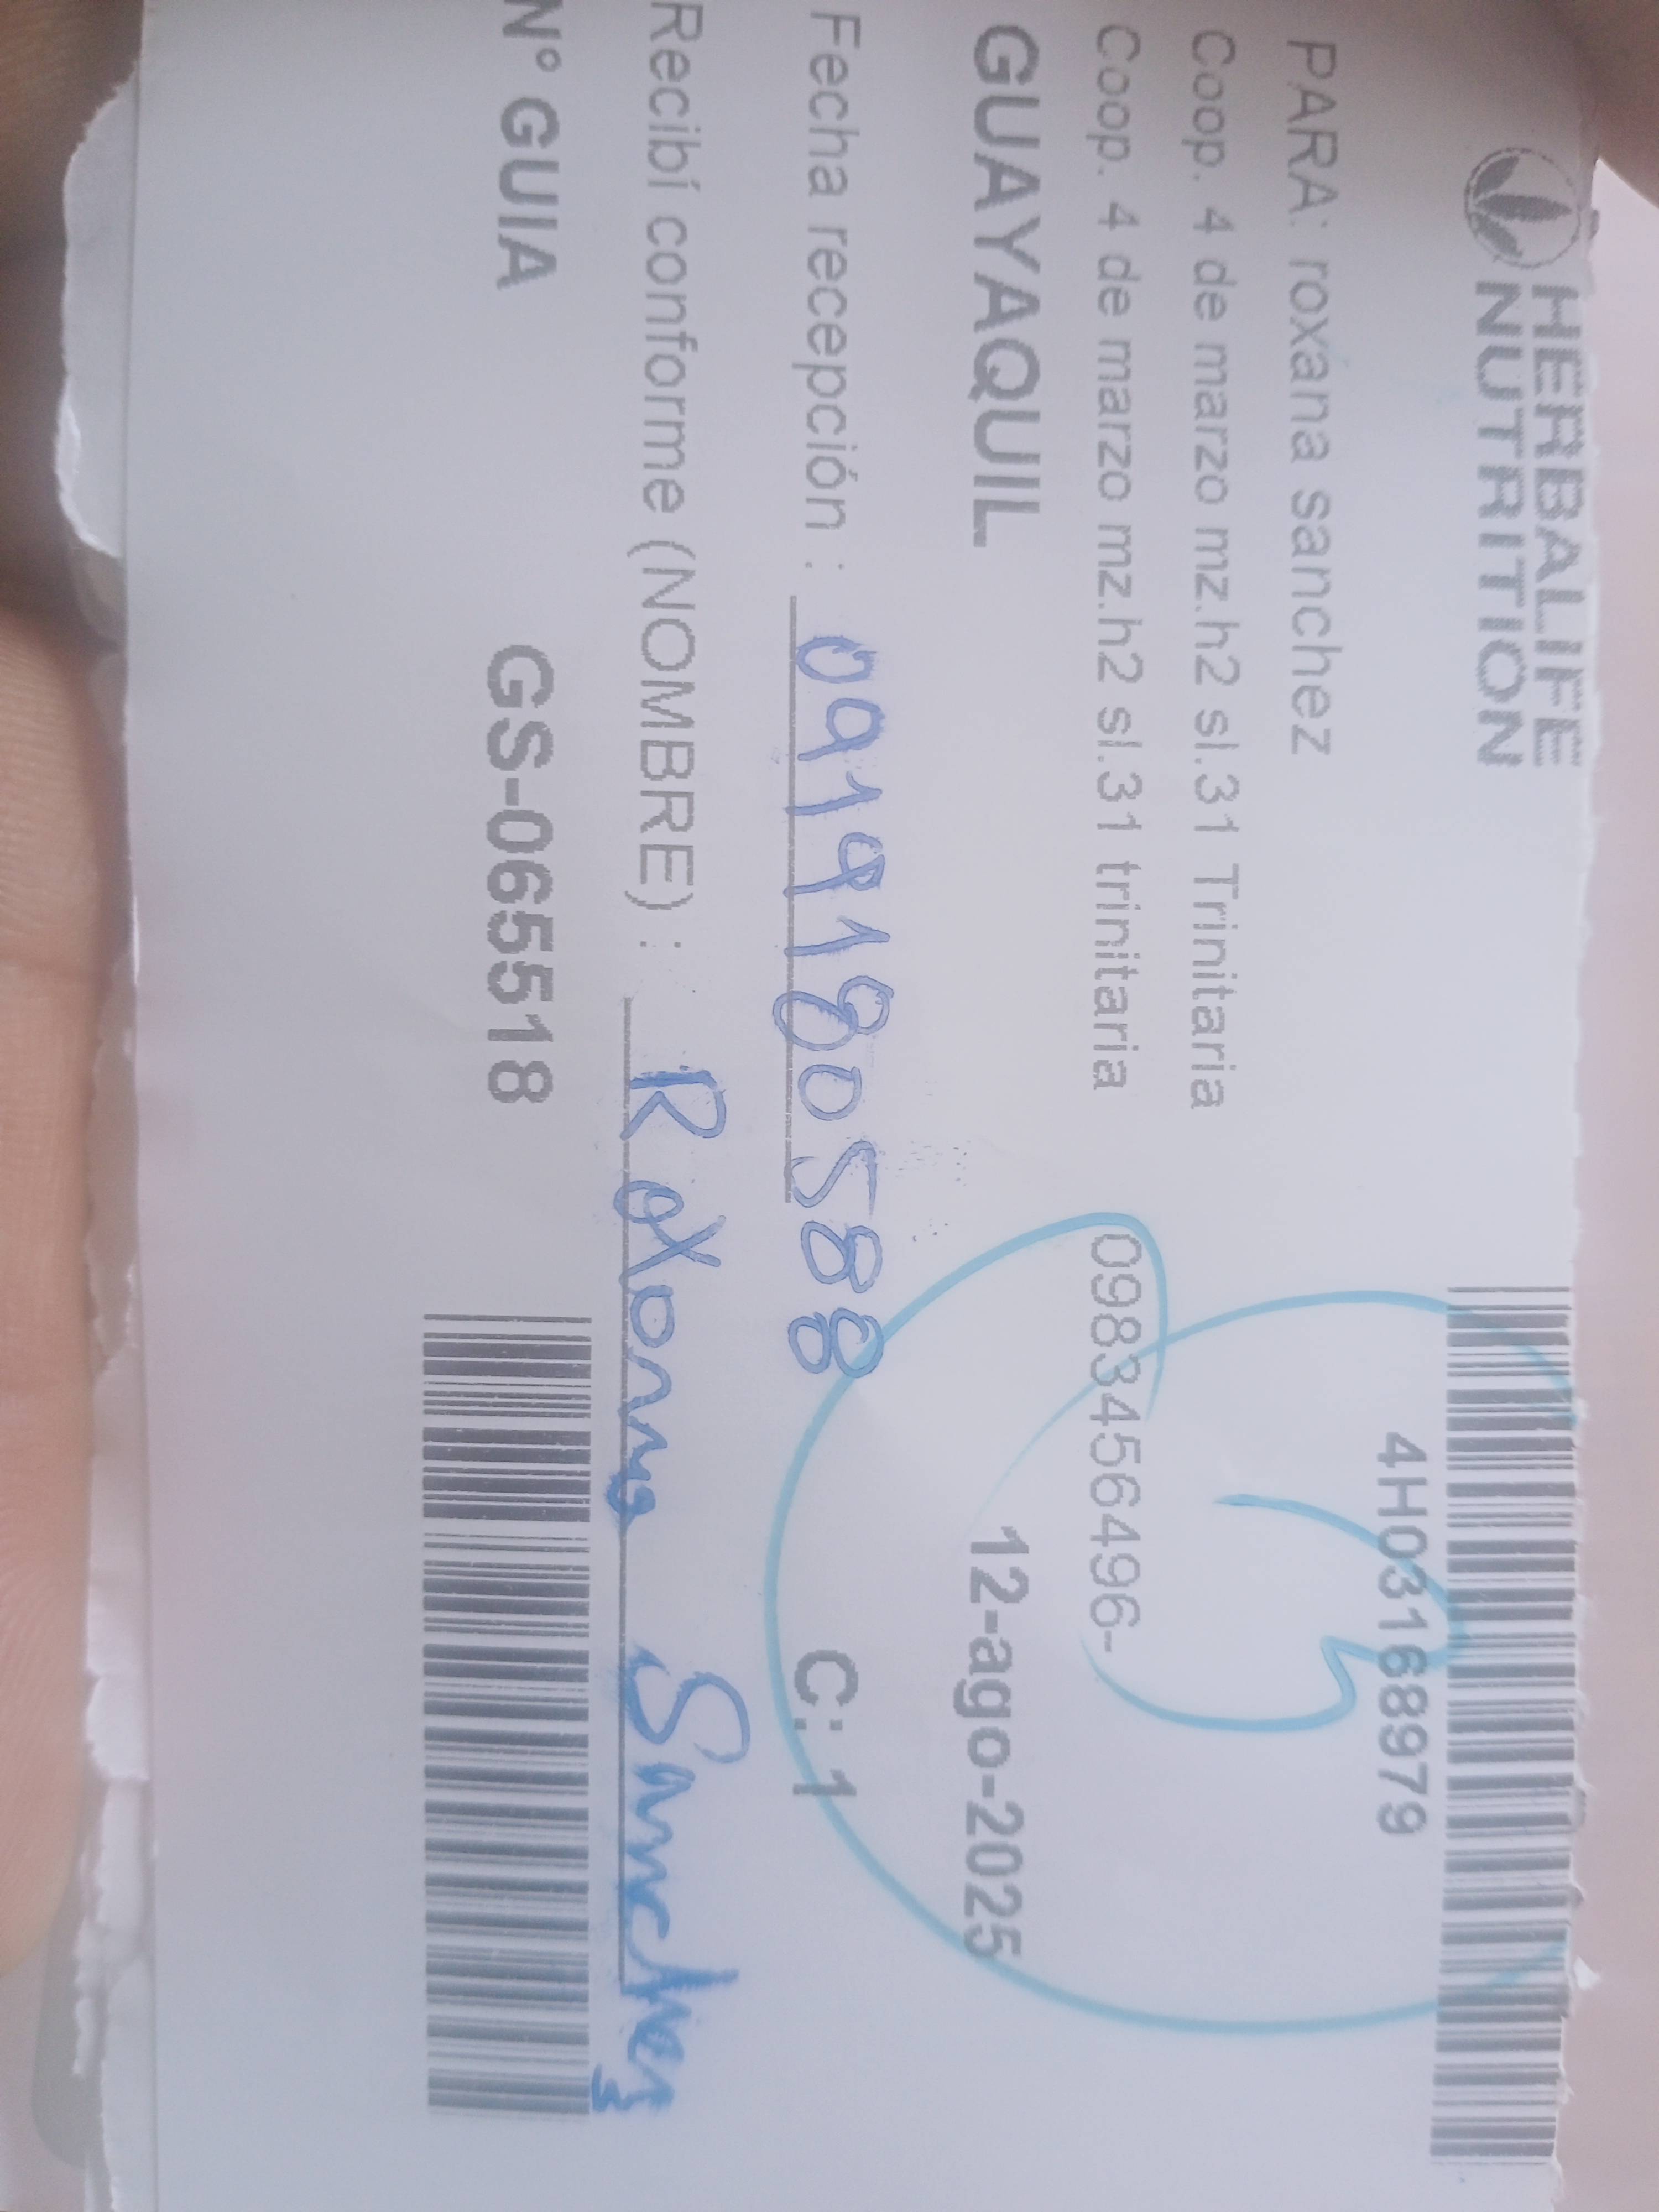 HERBALIFE
NUTRITION
4H03168979
PARA: roxana sanchez
Coop. 4 de marzo mz.h2 sl.31 Trinitaria
Coop. 4 de marzo mz.h2 sl.31 trinitaria 0983456496-
GUAYAQUIL 12-ago-2025
Fecha recepción : 0919180588 C: 1
Recibí conforme (NOMBRE) : Roxana Sanchez
N° GUIA GS-065518